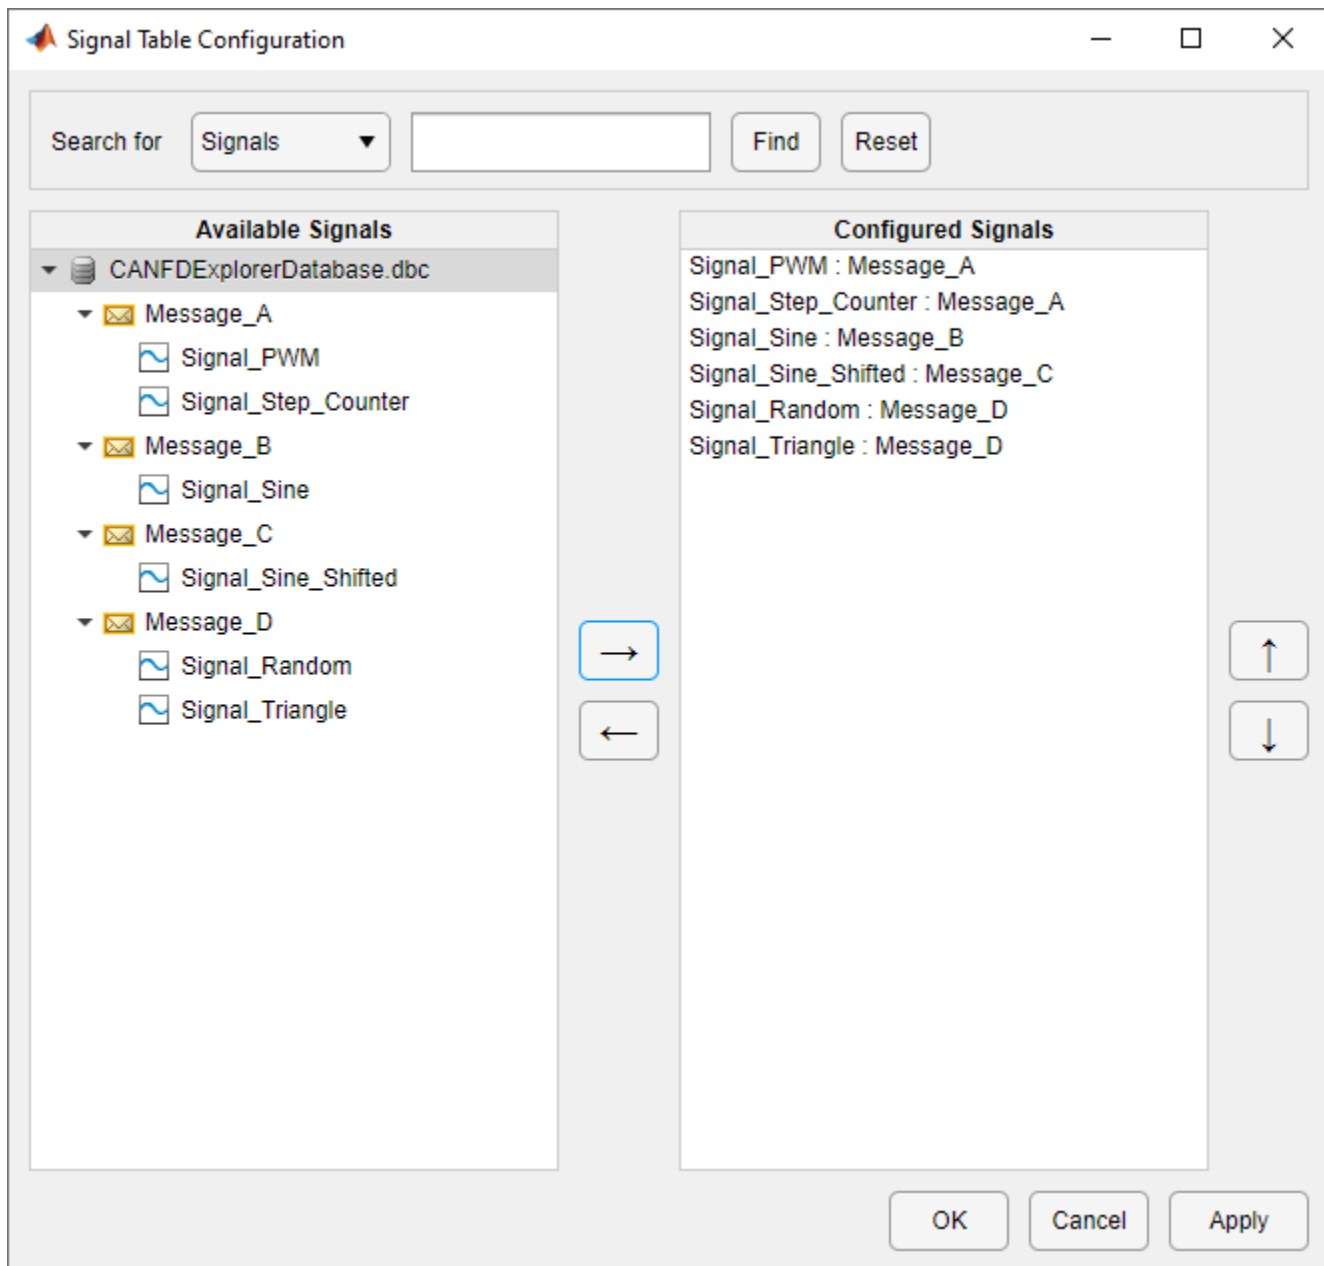 Signal Table Configuration
Search for Signals Find Reset
Available Signals
CANFDExplorerDatabase.dbc
Message_A
Signal_PWM
Signal_Step_Counter
Message_B
Signal_Sine
Message_C
Signal_Sine_Shifted
Message_D
Signal_Random
Signal_Triangle
Configured Signals
Signal_PWM : Message_A
Signal_Step_Counter : Message_A
Signal_Sine : Message_B
Signal_Sine_Shifted : Message_C
Signal_Random : Message_D
Signal_Triangle : Message_D
OK Cancel Apply